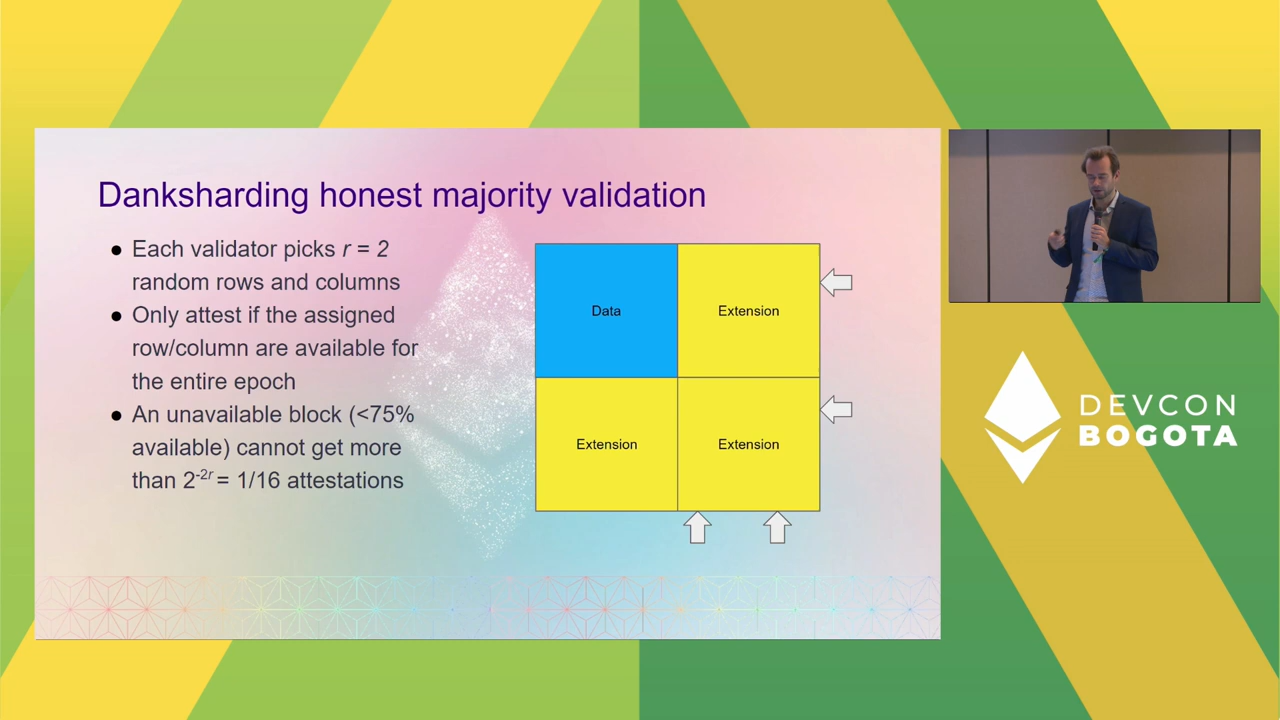 Danksharding honest majority validation
● Each validator picks r = 2
random rows and columns
● Only attest if the assigned
row/column are available for
the entire epoch
● An unavailable block (<75%
available) cannot get more
than 2^-2r = 1/16 attestations
Data
Extension
Extension
Extension
DEVCON
BOGOTA